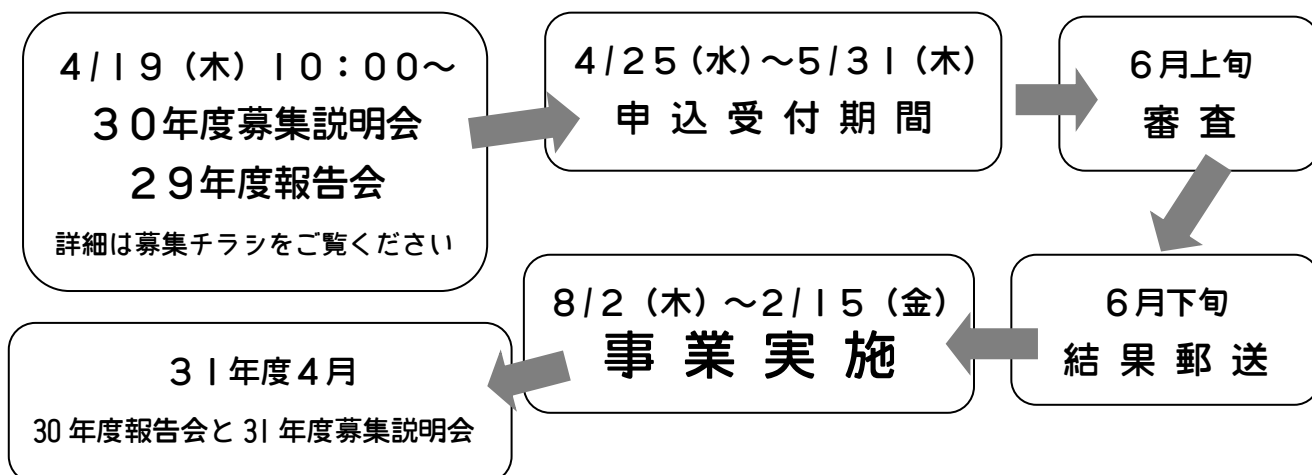 4/19（木）10：00～
30年度募集説明会
29年度報告会
詳細は募集チラシをご覧ください
4/25（水）～5/31（木）
申込受付期間
6月上旬
審査
6月下旬
結果郵送
8/2（木）～2/15（金）
事業実施
31年度4月
30年度報告会と31年度募集説明会